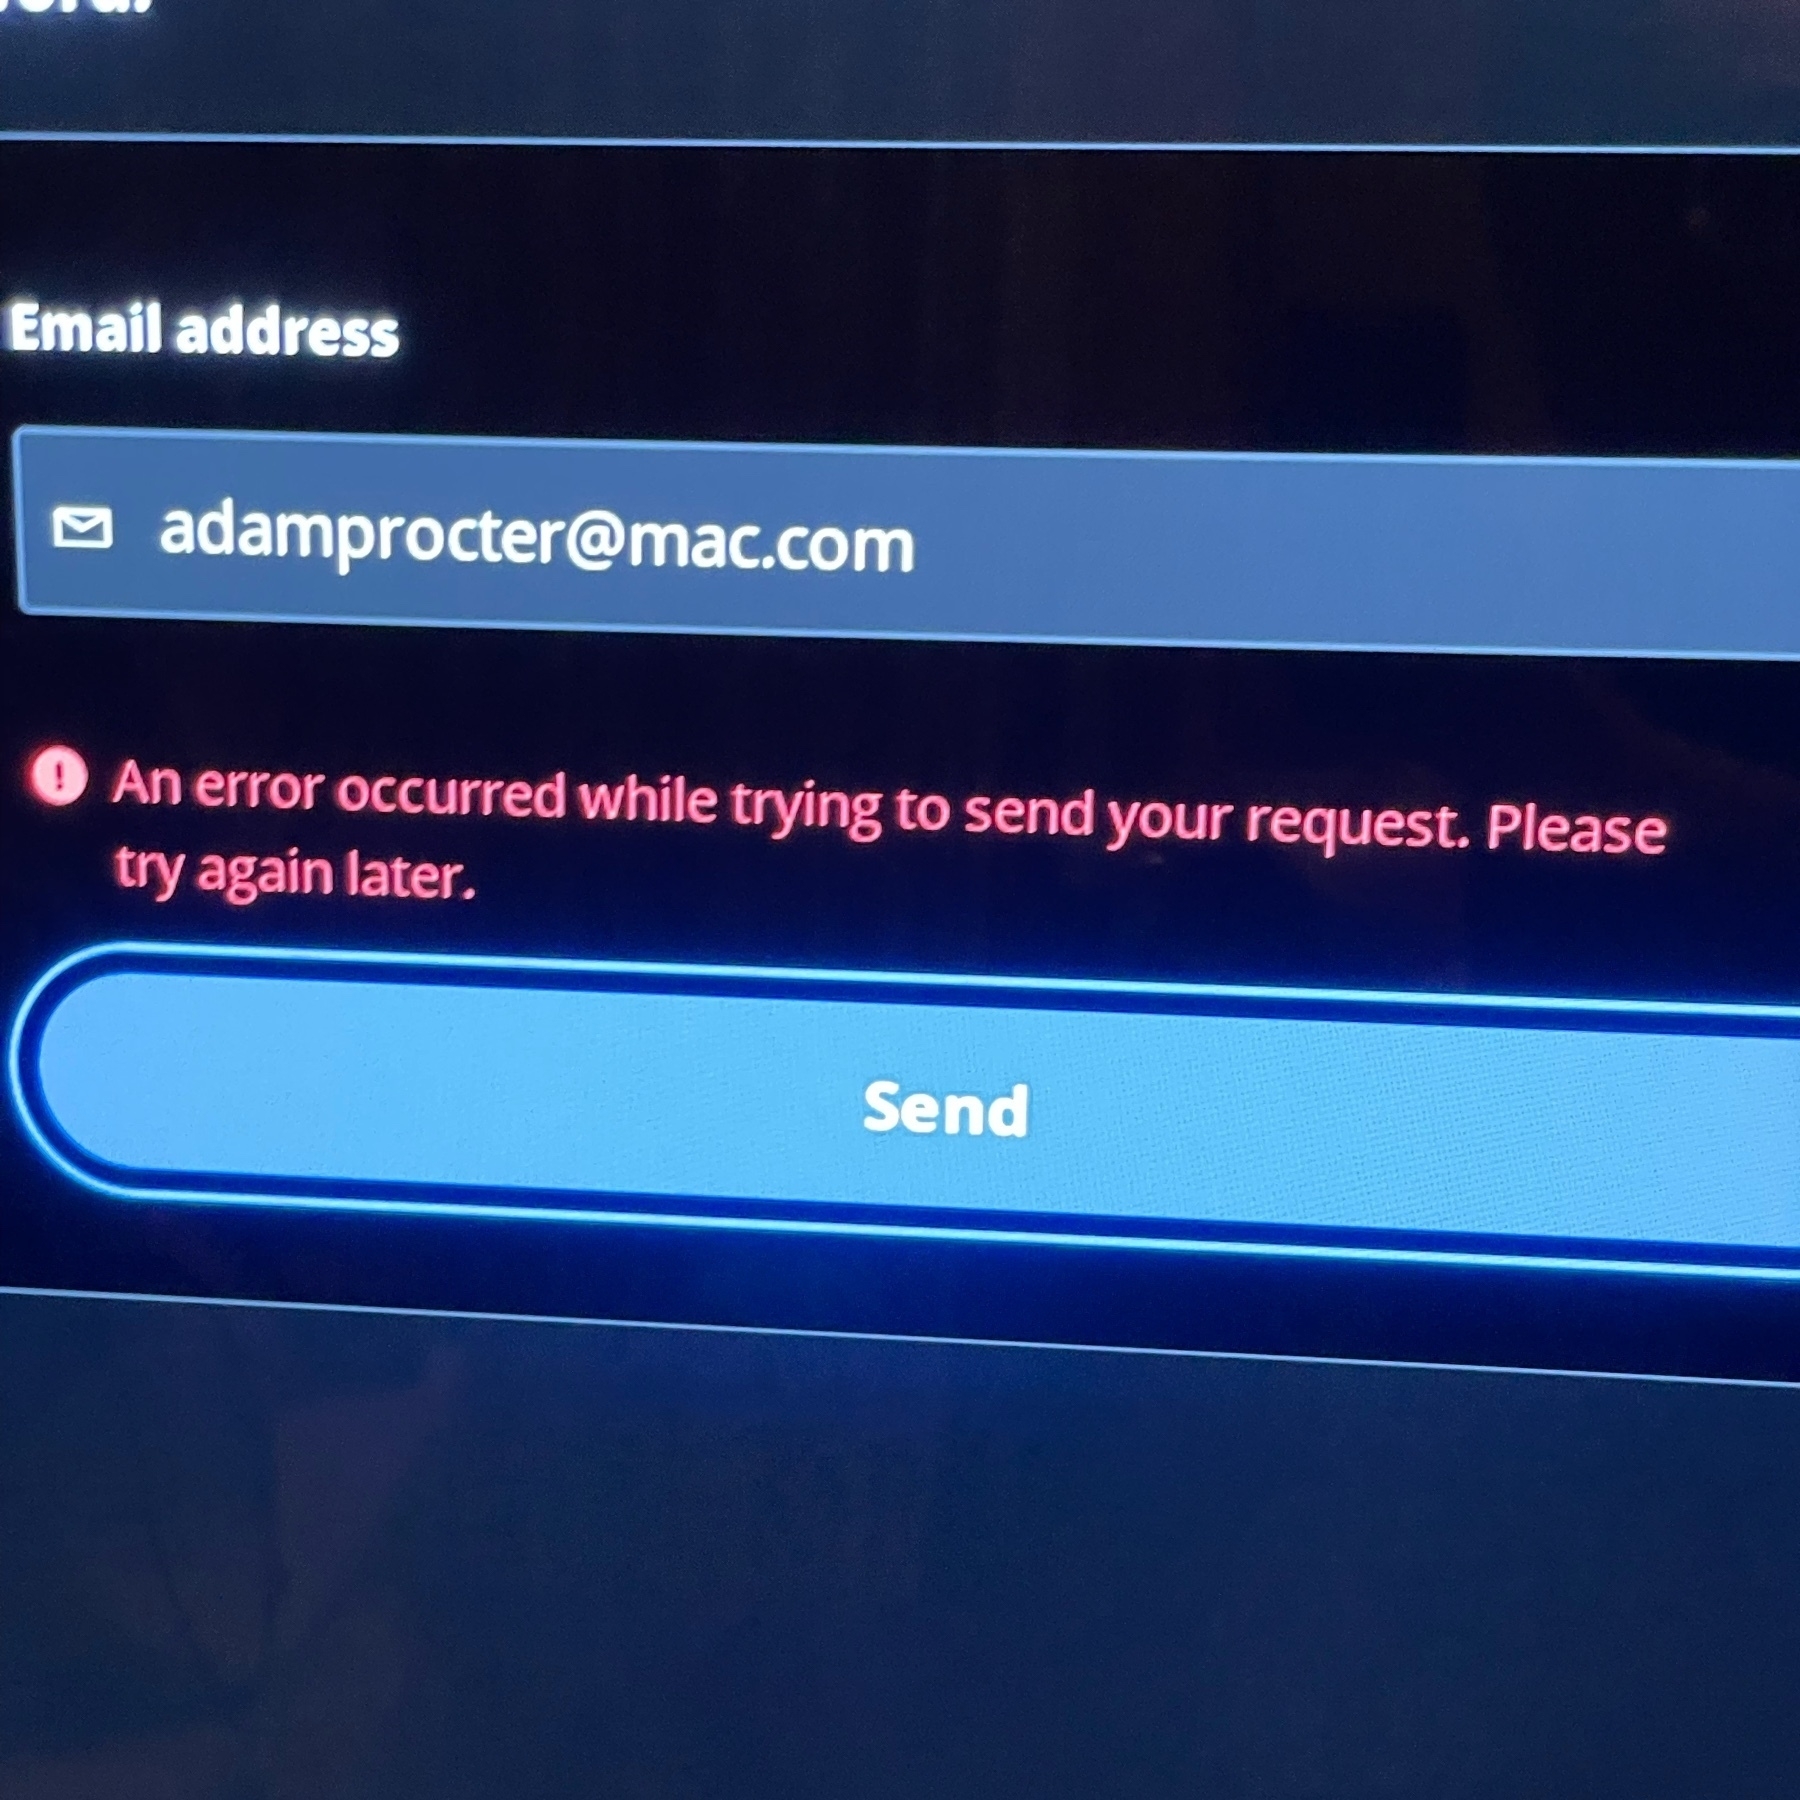 Email address
adamprocter@mac.com
An error occurred while trying to send your request. Please
try again later.
Send